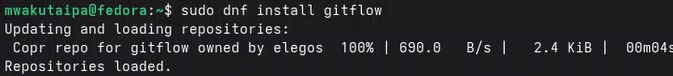 mwakutaipa@fedora:~$ sudo dnf install gitflow
Updating and loading repositories:
 Copr repo for gitflow owned by elegos  100% | 690.0   B/s |   2.4 KiB |  00m04s
Repositories loaded.